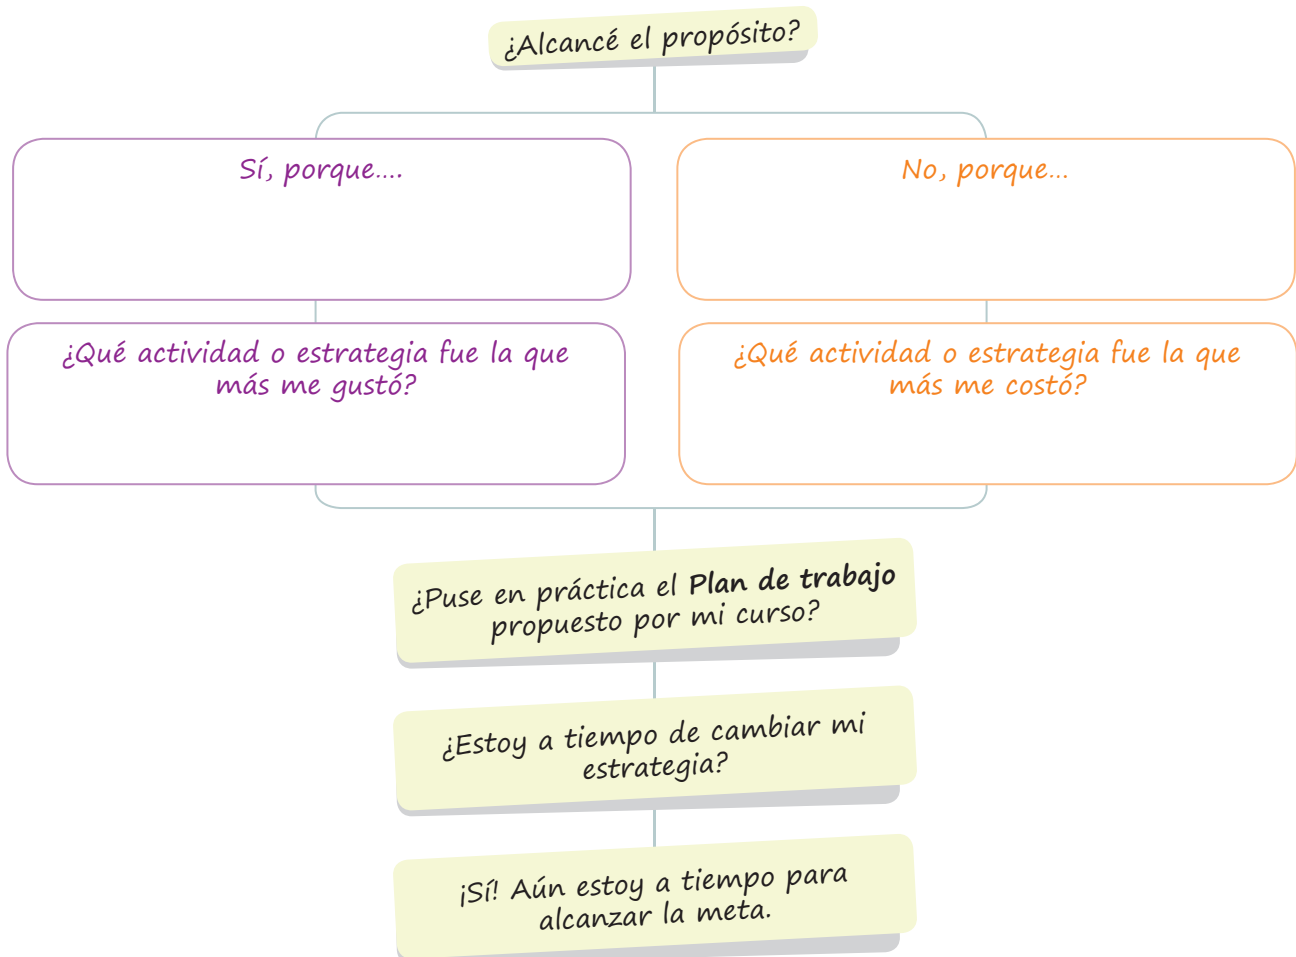 ¿Alcancé el propósito?
Sí, porque....
No, porque...
¿Qué actividad o estrategia fue la que
más me gustó?
¿Qué actividad o estrategia fue la que
más me costó?
¿Puse en práctica el Plan de trabajo
propuesto por mi curso?
¿Estoy a tiempo de cambiar mi
estrategia?
¡Sí! Aún estoy a tiempo para
alcanzar la meta.